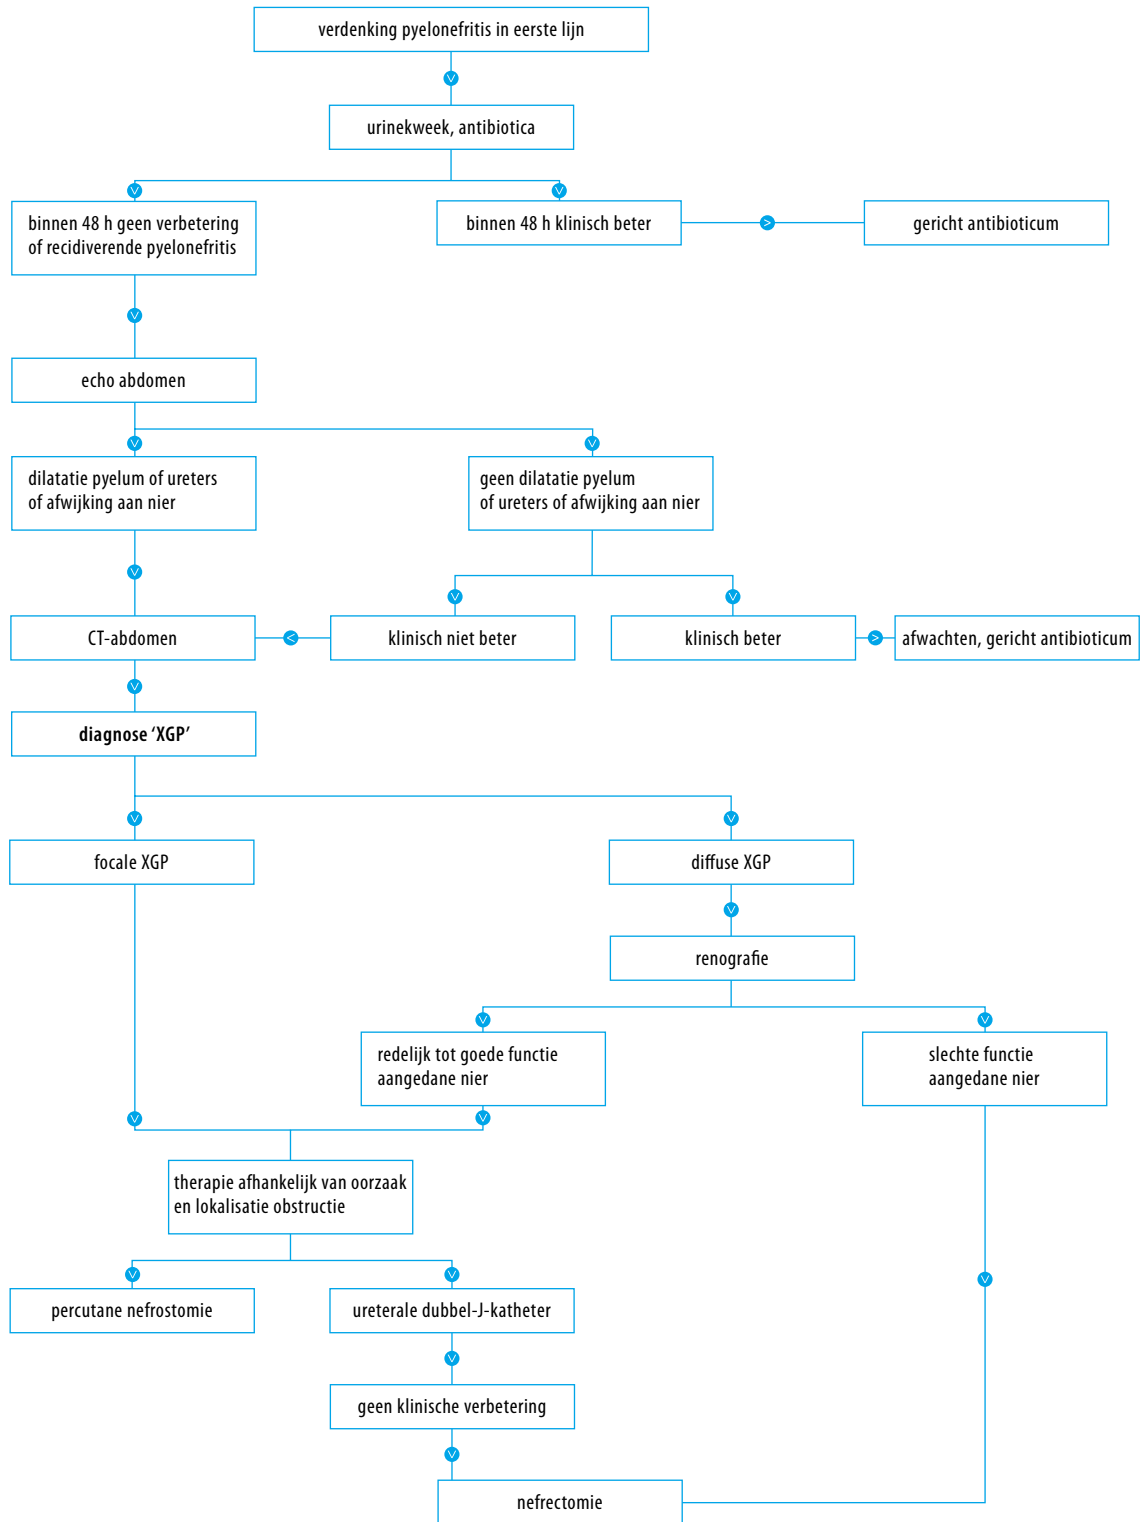 verdenking pyelonefritis in eerste lijn
urinekweek, antibiotica
binnen 48 h geen verbetering
of recidiverende pyelonefritis
binnen 48 h klinisch beter
gericht antibioticum
echo abdomen
dilatatie pyelum of ureters
of afwijking aan nier
geen dilatatie pyelum
of ureters of afwijking aan nier
CT-abdomen
klinisch niet beter
klinisch beter
afwachten, gericht antibioticum
diagnose ‘XGP’
focale XGP
diffuse XGP
renografie
redelijk tot goede functie
aangedane nier
slechte functie
aangedane nier
therapie afhankelijk van oorzaak
en lokalisatie obstructie
percutane nefrostomie
ureterale dubbel-J-katheter
geen klinische verbetering
nefrectomie